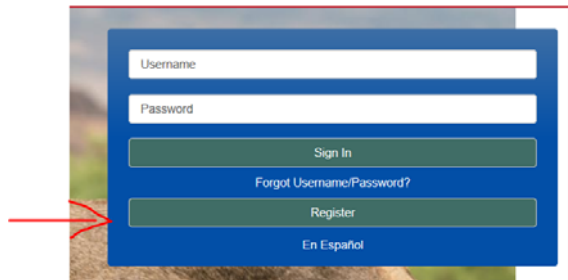 Username
Password
Sign In
Forgot Username/Password?
Register
En Español